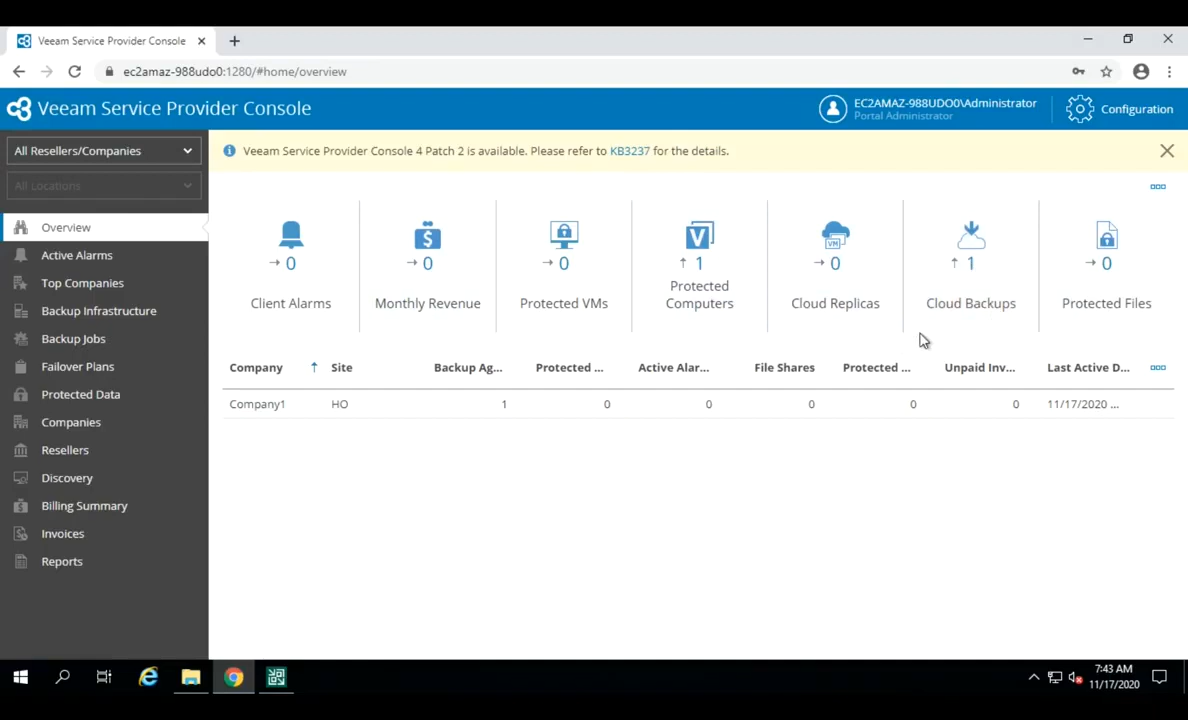 Veeam Service Provider Console
ec2amaz-988udo0:1280/#home/overview
Veeam Service Provider Console
EC2AMAZ-988UDO0\Administrator
Portal Administrator
Configuration
All Resellers/Companies
All Locations
Veeam Service Provider Console 4 Patch 2 is available. Please refer to KB3237 for the details.
Overview
Active Alarms
Top Companies
Backup Infrastructure
Backup Jobs
Failover Plans
Protected Data
Companies
Resellers
Discovery
Billing Summary
Invoices
Reports
0
Client Alarms
0
Monthly Revenue
0
Protected VMs
1
Protected
Computers
0
Cloud Replicas
1
Cloud Backups
0
Protected Files
Company Site Backup Ag... Protected ... Active Alar... File Shares Protected ... Unpaid Inv... Last Active D...
Company1 HO 1 0 0 0 0 0 11/17/2020 ...
7:43 AM
11/17/2020